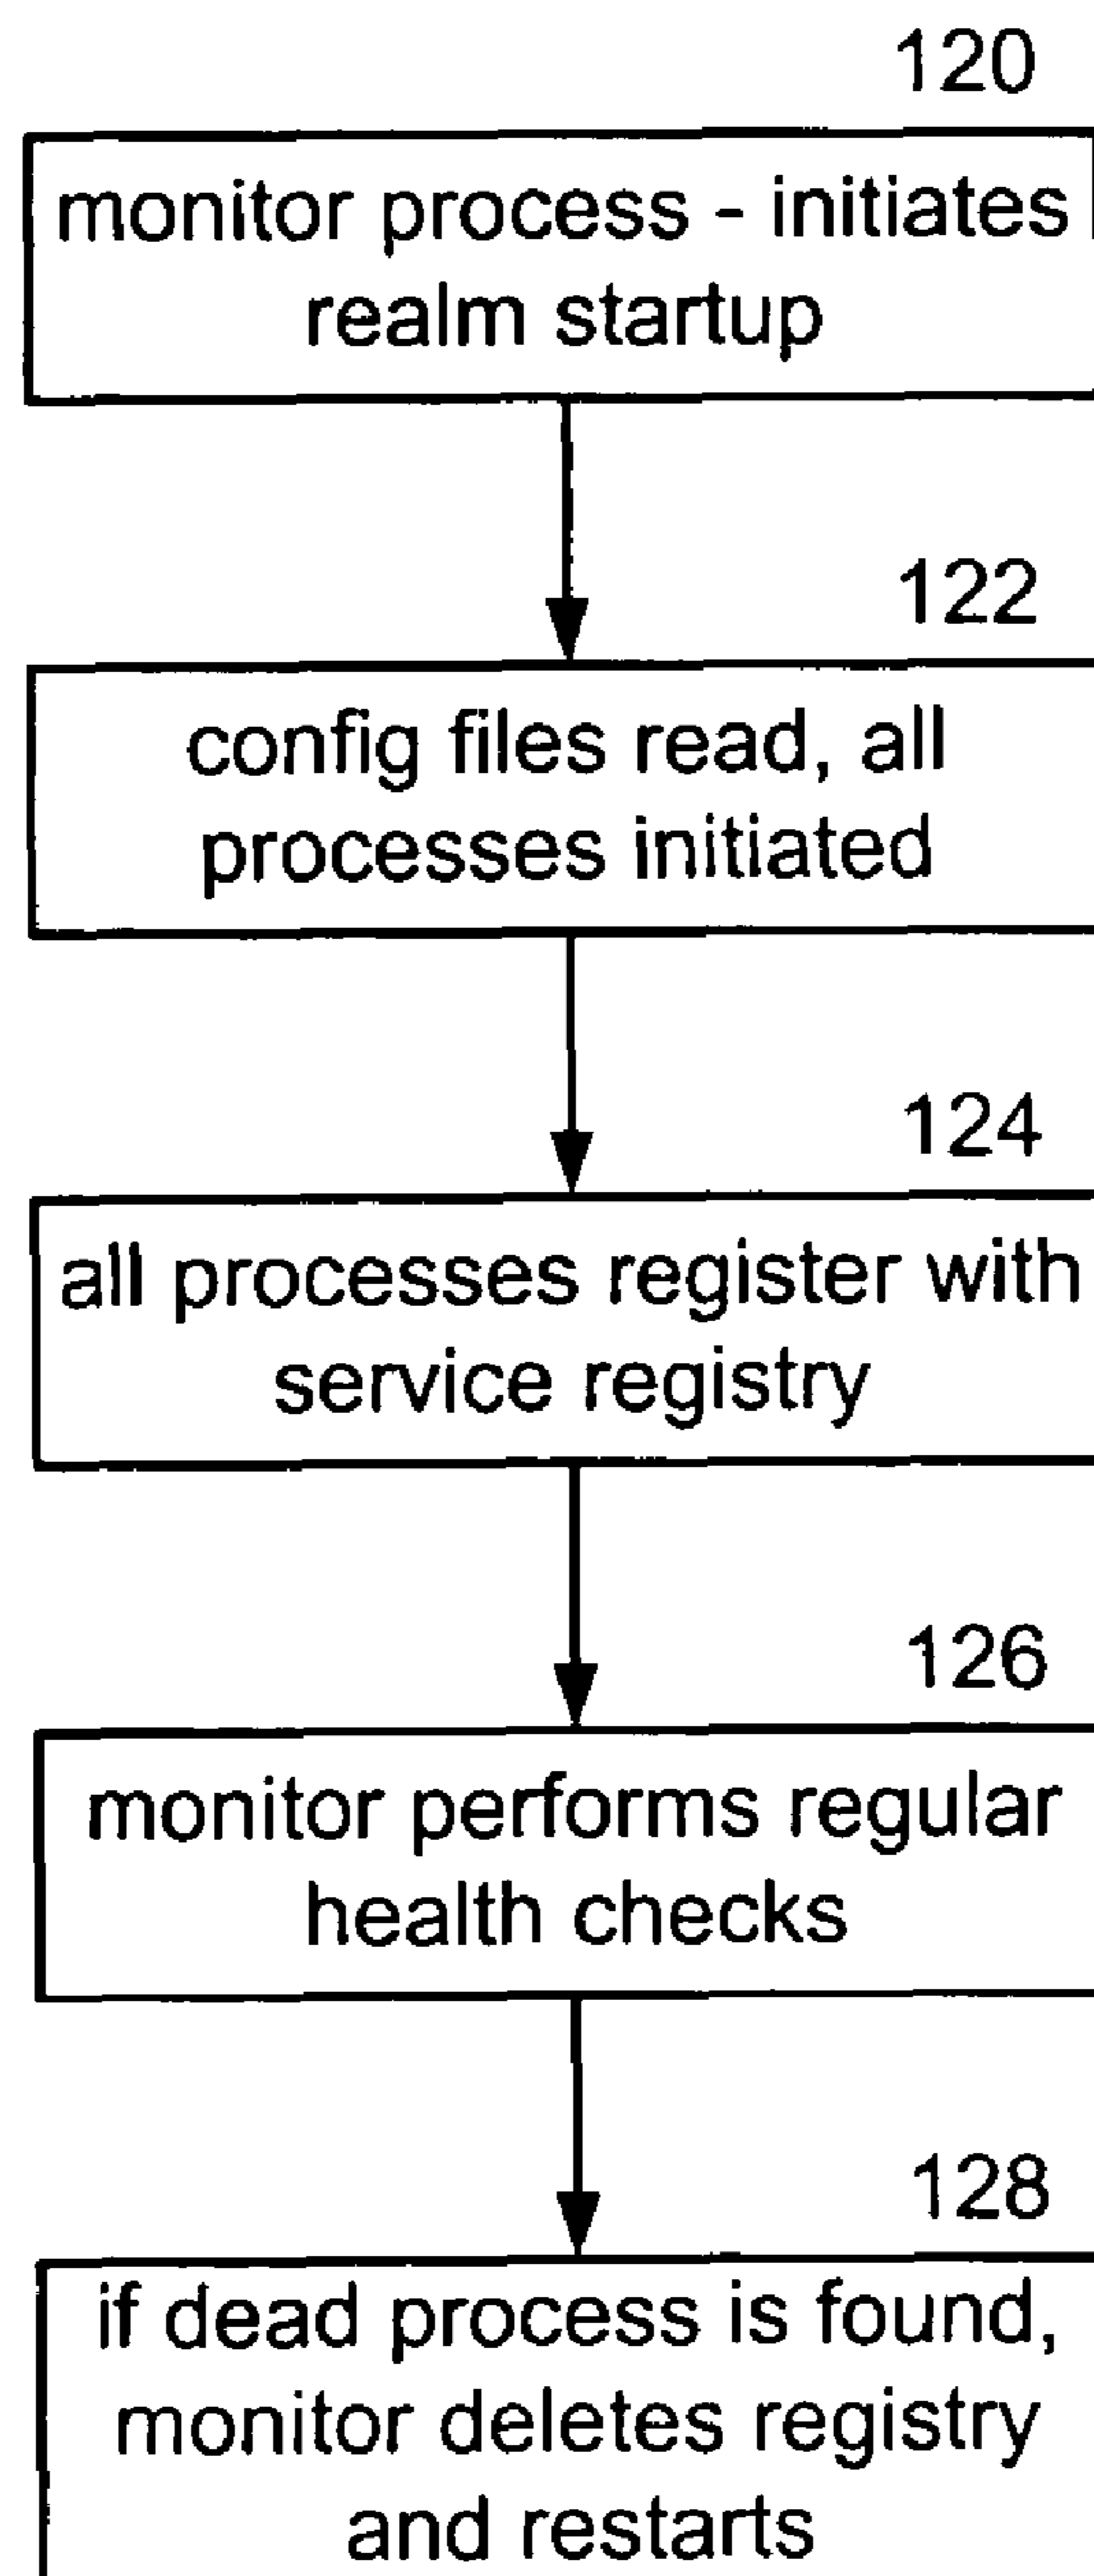 120
monitor process - initiates
realm startup
122
config files read, all
processes initiated
124
all processes register with
service registry
126
monitor performs regular
health checks
128
if dead process is found,
monitor deletes registry
and restarts